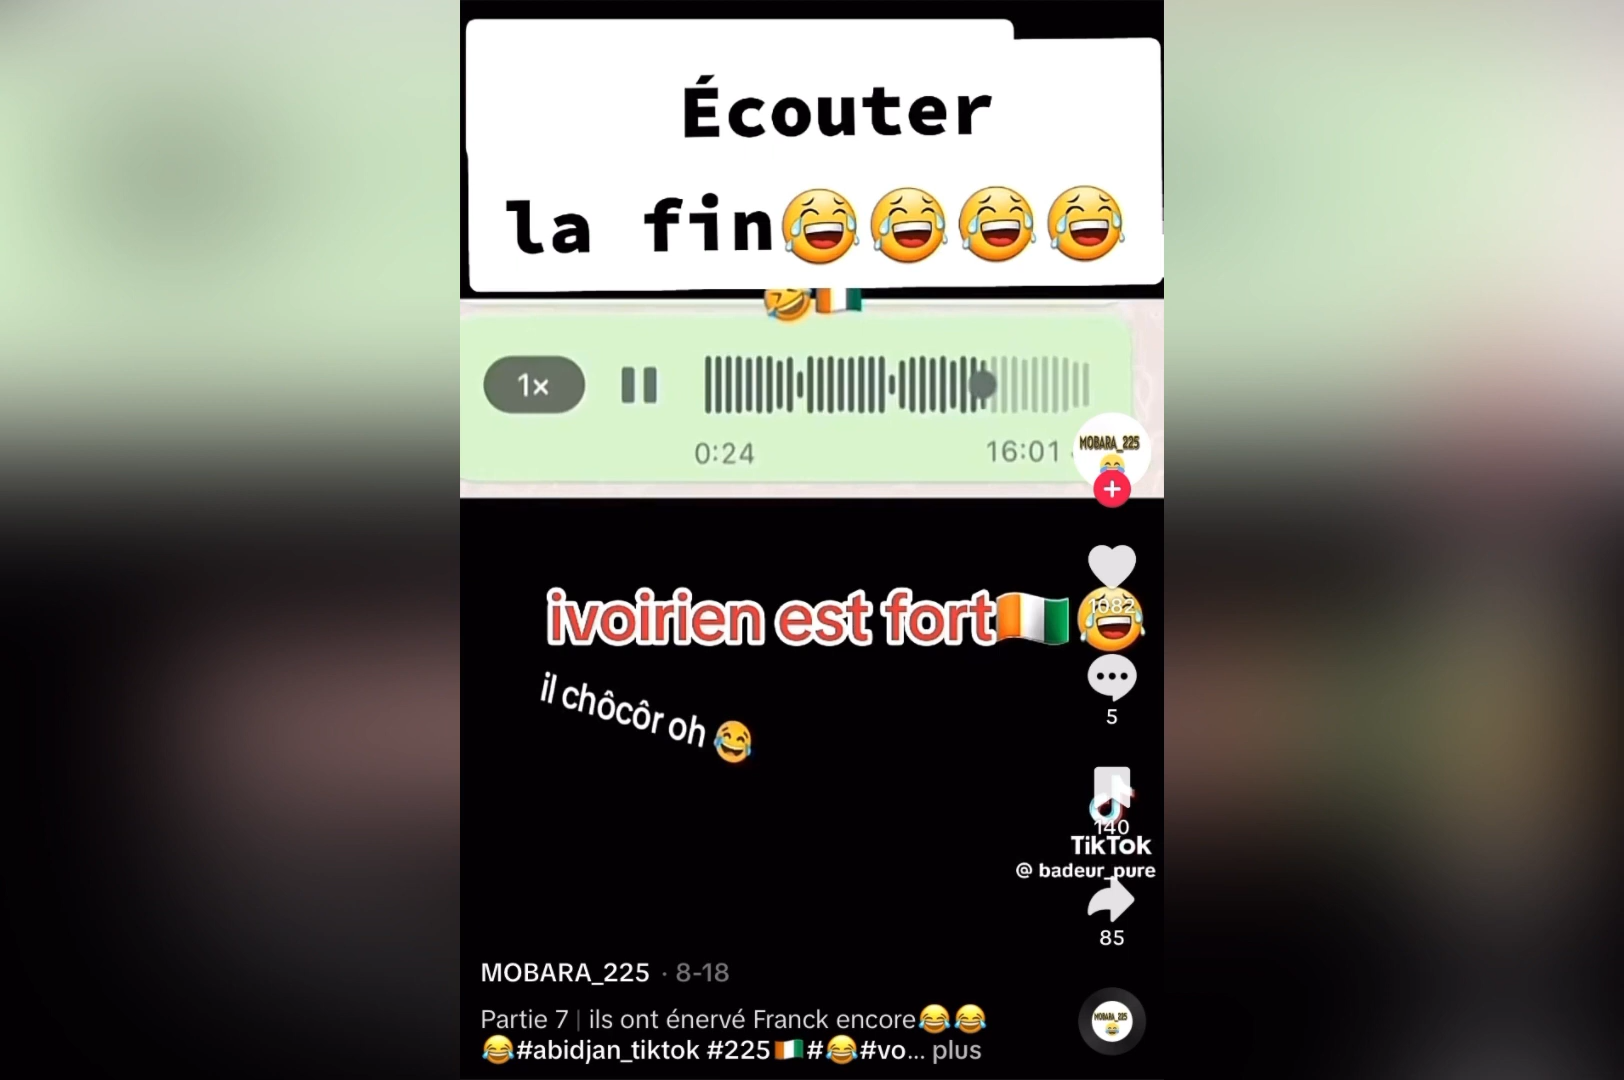 Écouter
la fin😂😂😂😂
🤣🇨🇮
1x
0:24
16:01
MOBARA_225
ivoirien est fort🇨🇮😂
1082
il chôcôr oh 😂
5
140
TikTok
@ badeur_pure
85
MOBARA_225 · 8-18
Partie 7 | ils ont énervé Franck encore😂😂
😂#abidjan_tiktok #225🇨🇮#😂#vo... plus
MOBARA_225